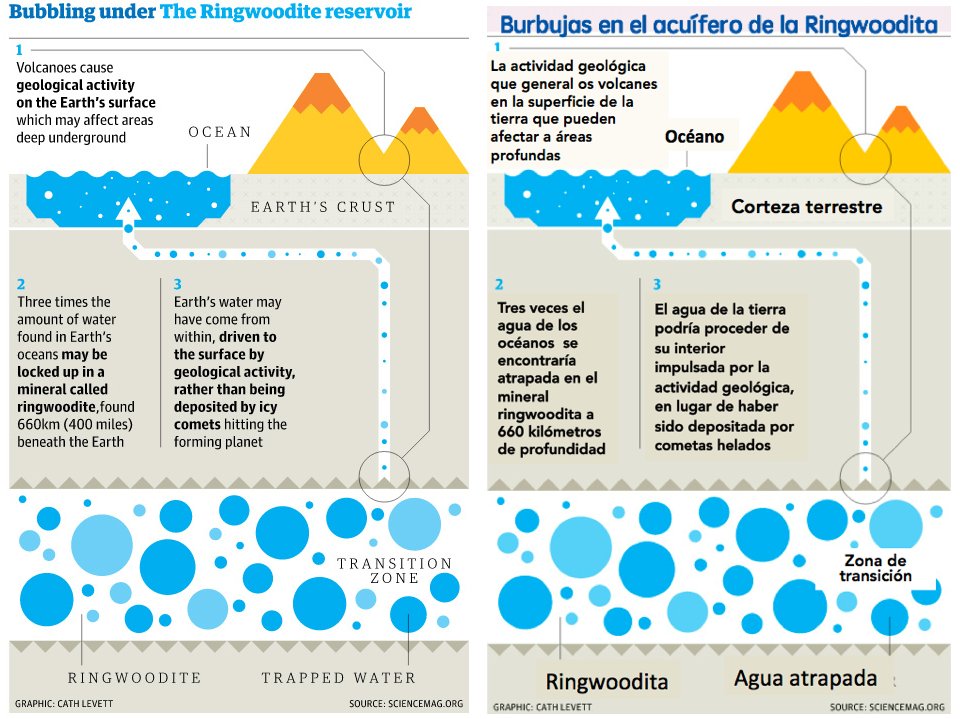 Bubbling under The Ringwoodite reservoir
1
Volcanoes cause
geological activity
on the Earth's surface
which may affect areas
deep underground
OCEAN
EARTH'S CRUST
2
Three times the
amount of water
found in Earth's
oceans may be
locked up in a
mineral called
ringwoodite,found
660km (400 miles)
beneath the Earth
3
Earth's water may
have come from
within, driven to
the surface by
geological activity,
rather than being
deposited by icy
comets hitting the
forming planet
TRANSITION
ZONE
RINGWOODITE
TRAPPED WATER
GRAPHIC: CATH LEVETT
SOURCE: SCIENCEMAG.ORG
Burbujas en el acuífero de la Ringwoodita
1
La actividad geológica
que general os volcanes
en la superficie de la
tierra que pueden
afectar a áreas
profundas
Océano
Corteza terrestre
2
Tres veces el
agua de los
océanos se
encontraría
atrapada en el
mineral
ringwoodita a
660 kilómetros
de profundidad
3
El agua de la tierra
podría proceder de
su interior
impulsada por la
actividad geológica,
en lugar de haber
sido depositada por
cometas helados
Zona de
transición
Ringwoodita
Agua atrapada
GRAPHIC: CATH LEVETT
SOURCE: SCIENCEMAG.ORG